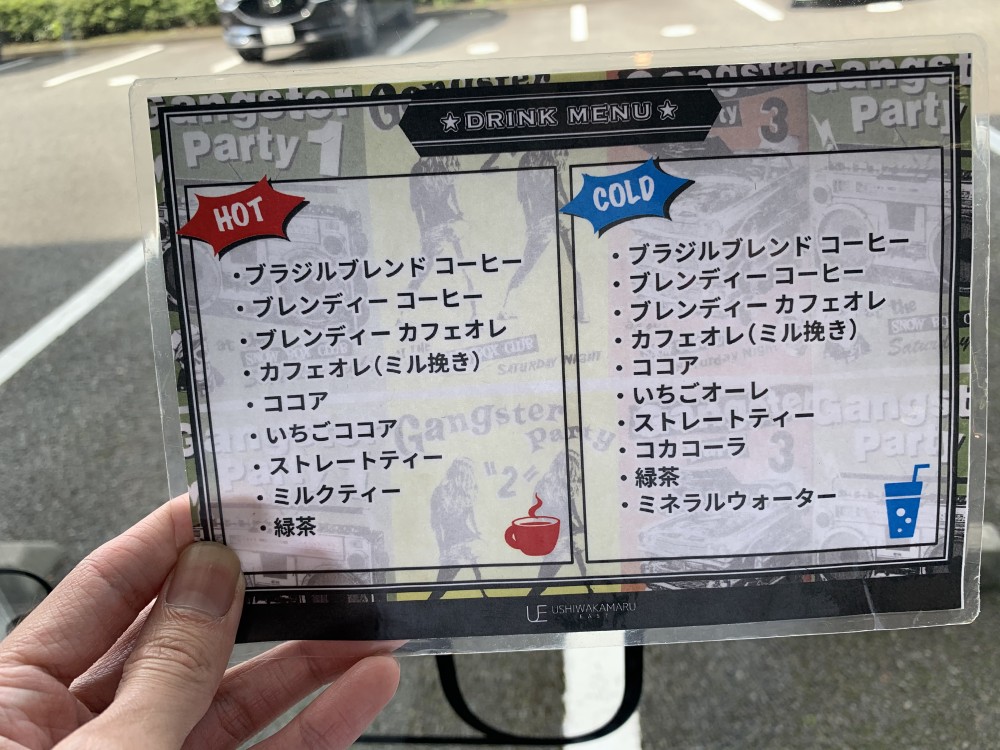 ★DRINK MENU★
HOT
・ブラジルブレンド コーヒー
・ブレンディー コーヒー
・ブレンディー カフェオレ
・カフェオレ(ミル挽き)
・ココア
・いちごココア
・ストレートティー
・ミルクティー
・緑茶
COLD
・ブラジルブレンド コーヒー
・ブレンディー コーヒー
・ブレンディー カフェオレ
・カフェオレ(ミル挽き)
・ココア
・いちごオーレ
・ストレートティー
・コカコーラ
・緑茶
・ミネラルウォーター
Gangster
Party 1
Gangster
3
Party
Gangster
Party
"2"
SATURDAY NIGHT
UE USHIWAKAMARU
EAST